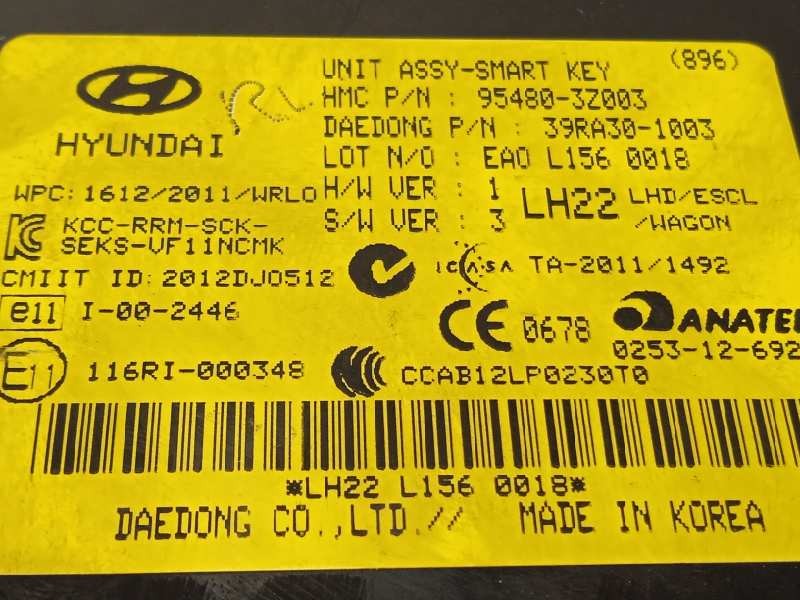 HYUNDAI
RL
UNIT ASSY-SMART KEY (896)
HMC P/N : 95480-3Z003
DAEDONG P/N : 39RA30-1003
LOT N/O : EAO L156 0018
H/W VER : 1
S/W VER : 3
LH22 LHD/ESCL
/WAGON
WPC: 1612/2011/WRLO
KCC-RRM-SCK-
SEKS-VF11NCMK
CMIIT ID: 2012DJ0512
ICASA TA-2011/1492
e11 I-00-2446
CE 0678
ANATEL
0253-12-692
E11 116RI-000348
CCAB12LP0230T0
*LH22 L156 0018*
DAEDONG CO.,LTD.// MADE IN KOREA